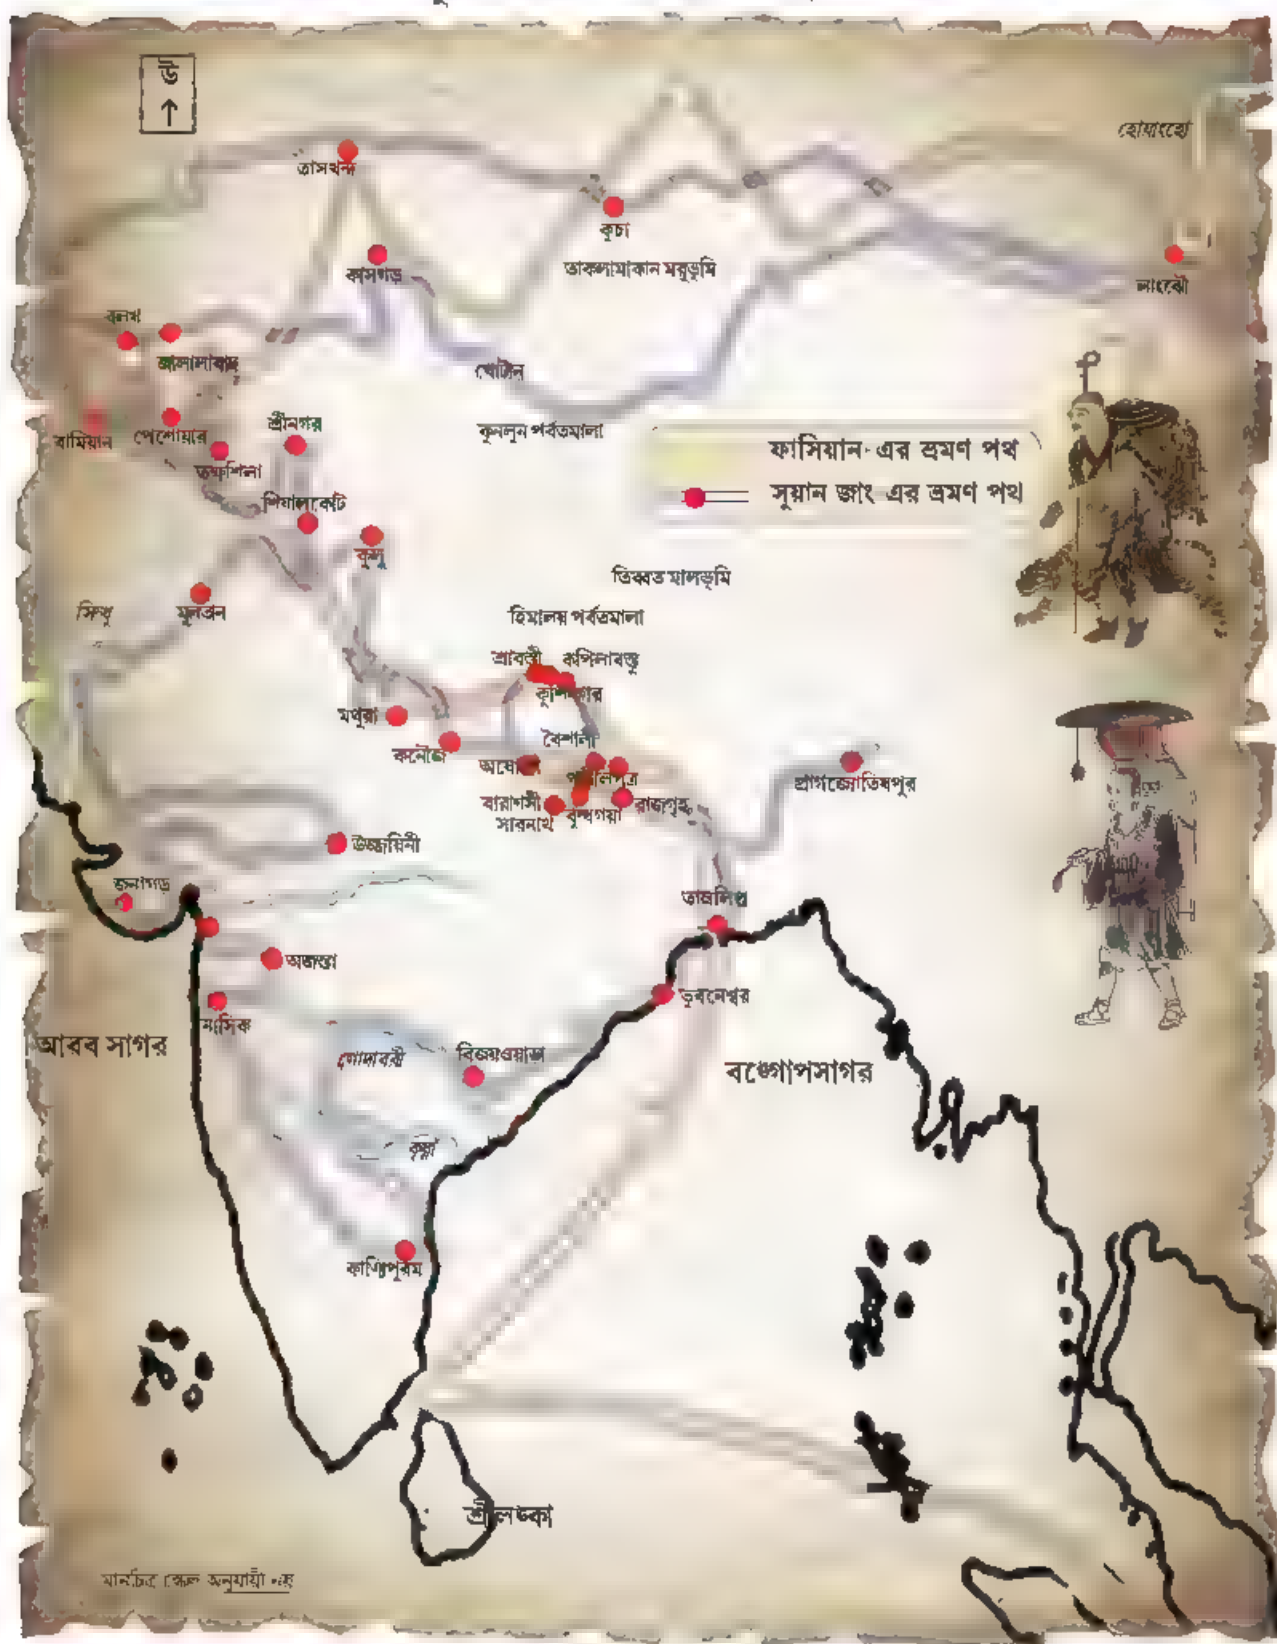 উ
হোয়াংহো
তাসখন্দ
কুচা
কাসগড়
তাকলামাকান মরুভূমি
লাংঝৌ
বলখ
জালালাবাদ
খোটান
শ্রীনগর
কুনলুন পর্বতমালা
বামিয়ান
পেশোয়ার
তক্ষশিলা
ফাসিয়ান-এর ভ্রমণ পথ
সুয়ান জাং এর ভ্রমণ পথ
শিয়ালকোট
কুলু
তিব্বত মালভূমি
সিন্ধু
মুলতান
হিমালয় পর্বতমালা
শ্রাবস্তী
কপিলাবস্তু
কুশিনগর
মথুরা
কনৌজ
বৈশালী
অযোধ্যা
পাটলিপুত্র
প্রাগজ্যোতিষপুর
বারাণসী
সারনাথ
বুদ্ধগয়া
রাজগৃহ
উজ্জয়িনী
জুনাগড়
তাম্রলিপ্ত
অজন্তা
ভুবনেশ্বর
নাসিক
আরব সাগর
গোদাবরী
বিজয়ওয়াড়া
বঙ্গোপসাগর
কৃষ্ণা
কাঞ্চিপুরম
শ্রীলঙ্কা
মানচিত্র স্কেল অনুযায়ী নয়